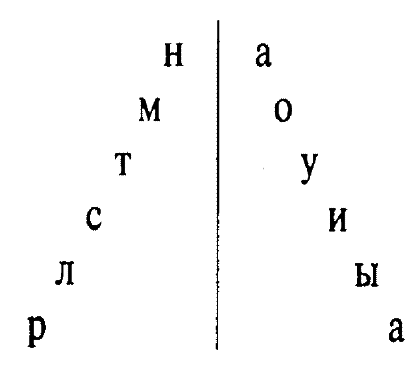 н а
м о
т у
с и
л ы
р а